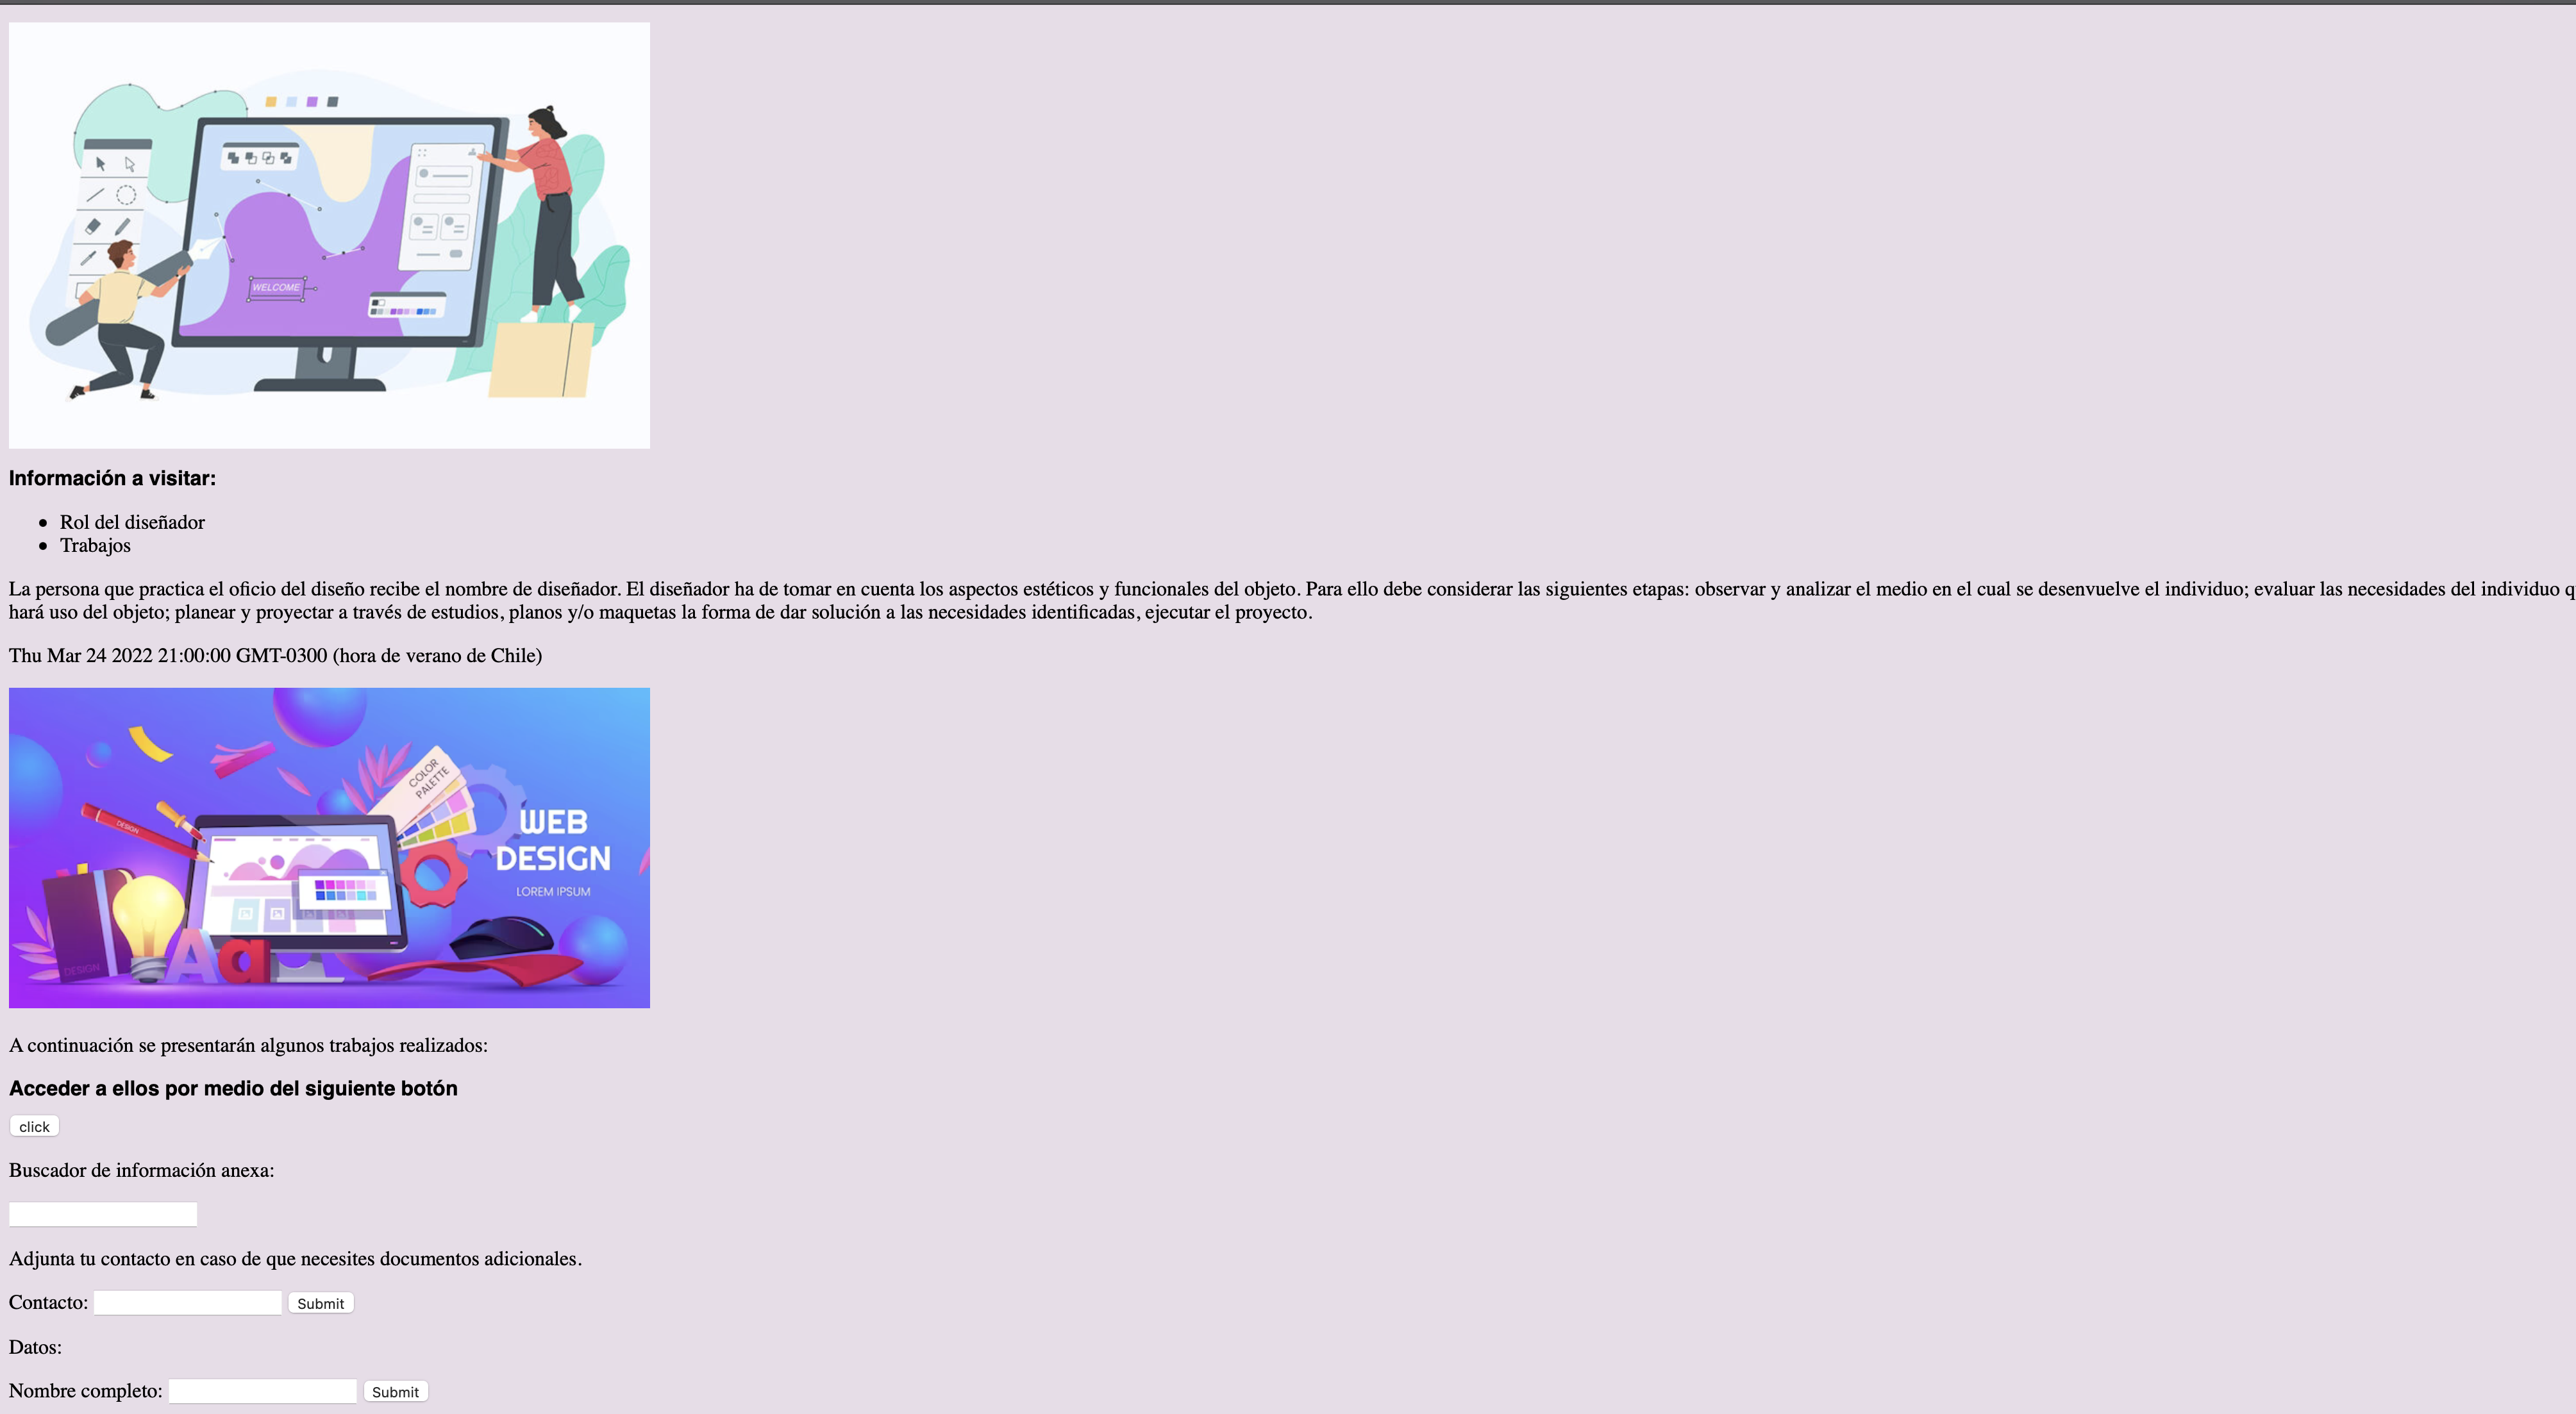 WELCOME
Información a visitar:
Rol del diseñador
Trabajos
La persona que practica el oficio del diseño recibe el nombre de diseñador. El diseñador ha de tomar en cuenta los aspectos estéticos y funcionales del objeto. Para ello debe considerar las siguientes etapas: observar y analizar el medio en el cual se desenvuelve el individuo; evaluar las necesidades del individuo q
hará uso del objeto; planear y proyectar a través de estudios, planos y/o maquetas la forma de dar solución a las necesidades identificadas, ejecutar el proyecto.
Thu Mar 24 2022 21:00:00 GMT-0300 (hora de verano de Chile)
COLOR
PALETTE
DESIGN
WEB
DESIGN
LOREM IPSUM
DESIGN
Aa
A continuación se presentarán algunos trabajos realizados:
Acceder a ellos por medio del siguiente botón
click
Buscador de información anexa:
Adjunta tu contacto en caso de que necesites documentos adicionales.
Contacto: Submit
Datos:
Nombre completo: Submit